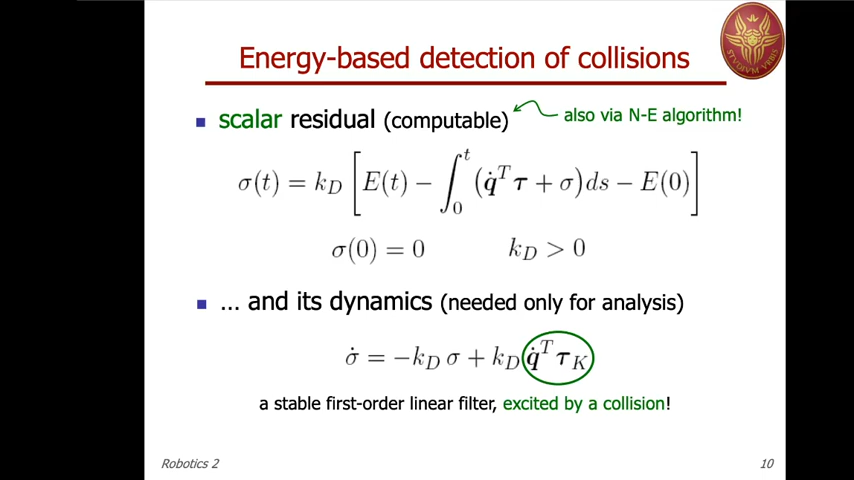 Energy-based detection of collisions
scalar residual (computable)
also via N-E algorithm!
σ(t) = k_D [ E(t) − ∫_0^t (q̇^T τ + σ) ds − E(0) ]
σ(0) = 0 k_D > 0
... and its dynamics (needed only for analysis)
σ̇ = −k_D σ + k_D q̇^T τ_K
a stable first-order linear filter, excited by a collision!
Robotics 2
10
STVDIVM VRBIS